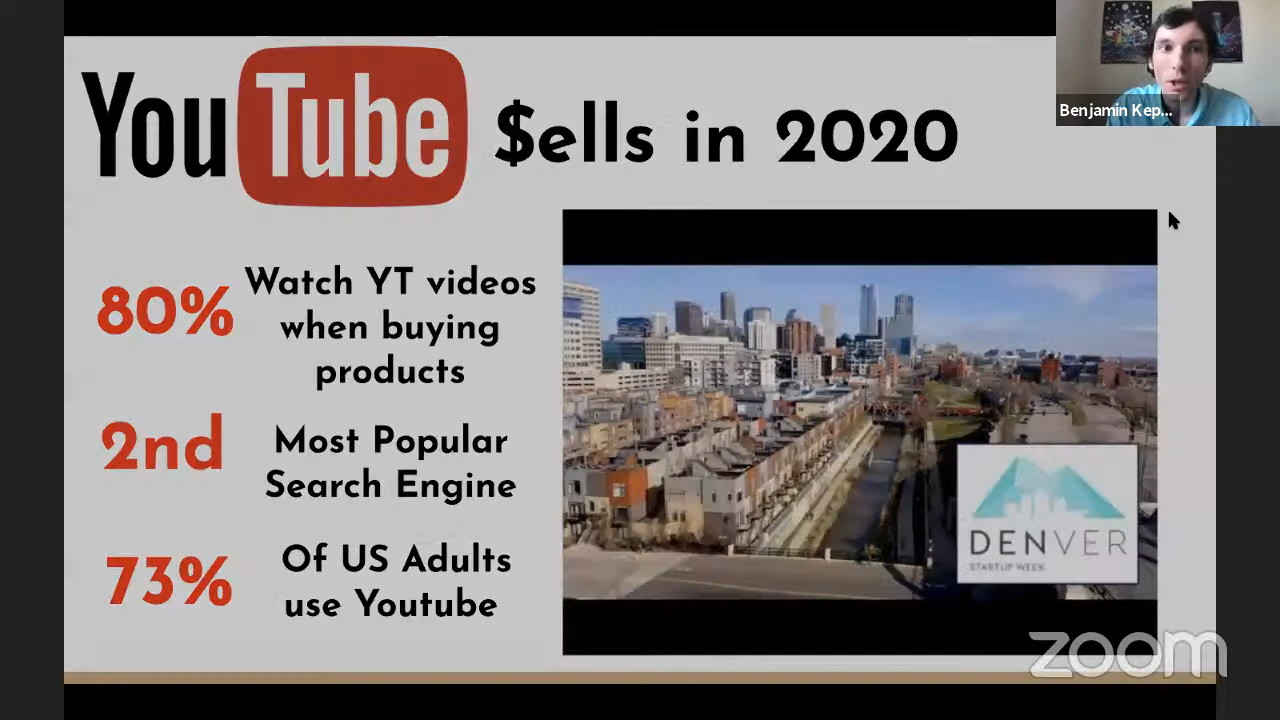 YouTube $ells in 2020
Benjamin Kep...
80%
Watch YT videos
when buying
products
2nd
Most Popular
Search Engine
73%
Of US Adults
use Youtube
DENVER
STARTUP WEEK
zoom